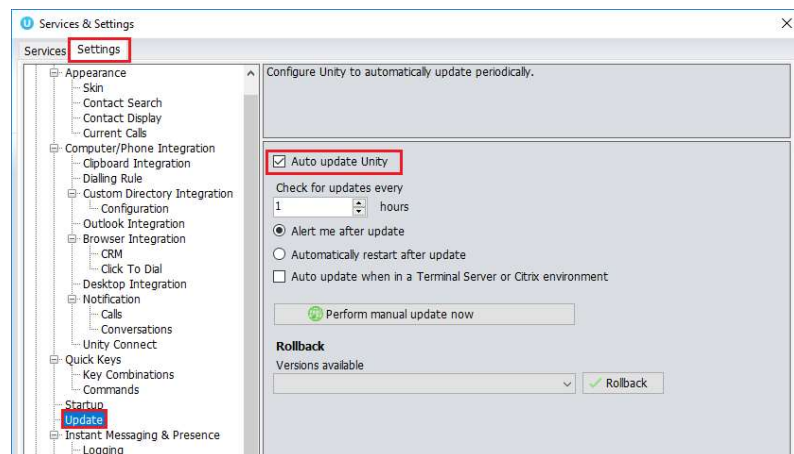 Services & Settings
Services
Settings
Appearance
Skin
Contact Search
Contact Display
Current Calls
Computer/Phone Integration
Clipboard Integration
Dialling Rule
Custom Directory Integration
Configuration
Outlook Integration
Browser Integration
CRM
Click To Dial
Desktop Integration
Notification
Calls
Conversations
Unity Connect
Quick Keys
Key Combinations
Commands
Startup
Update
Instant Messaging & Presence
Logging
Configure Unity to automatically update periodically.
Auto update Unity
Check for updates every
1 hours
Alert me after update
Automatically restart after update
Auto update when in a Terminal Server or Citrix environment
Perform manual update now
Rollback
Versions available
Rollback